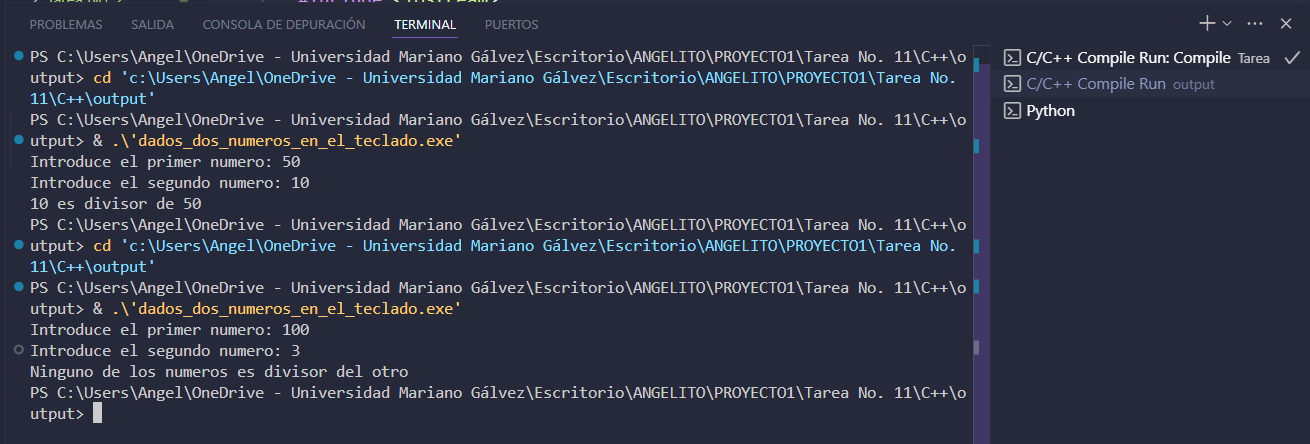 PROBLEMAS SALIDA CONSOLA DE DEPURACIÓN TERMINAL PUERTOS
PS C:\Users\Angel\OneDrive - Universidad Mariano Gálvez\Escritorio\ANGELITO\PROYECTO1\Tarea No. 11\C++\o
utput> cd 'c:\Users\Angel\OneDrive - Universidad Mariano Gálvez\Escritorio\ANGELITO\PROYECTO1\Tarea No.
11\C++\output'
PS C:\Users\Angel\OneDrive - Universidad Mariano Gálvez\Escritorio\ANGELITO\PROYECTO1\Tarea No. 11\C++\o
utput> & .\'dados_dos_numeros_en_el_teclado.exe'
Introduce el primer numero: 50
Introduce el segundo numero: 10
10 es divisor de 50
PS C:\Users\Angel\OneDrive - Universidad Mariano Gálvez\Escritorio\ANGELITO\PROYECTO1\Tarea No. 11\C++\o
utput> cd 'c:\Users\Angel\OneDrive - Universidad Mariano Gálvez\Escritorio\ANGELITO\PROYECTO1\Tarea No.
11\C++\output'
PS C:\Users\Angel\OneDrive - Universidad Mariano Gálvez\Escritorio\ANGELITO\PROYECTO1\Tarea No. 11\C++\o
utput> & .\'dados_dos_numeros_en_el_teclado.exe'
Introduce el primer numero: 100
Introduce el segundo numero: 3
Ninguno de los numeros es divisor del otro
PS C:\Users\Angel\OneDrive - Universidad Mariano Gálvez\Escritorio\ANGELITO\PROYECTO1\Tarea No. 11\C++\o
utput>
C/C++ Compile Run: Compile Tarea
C/C++ Compile Run output
Python